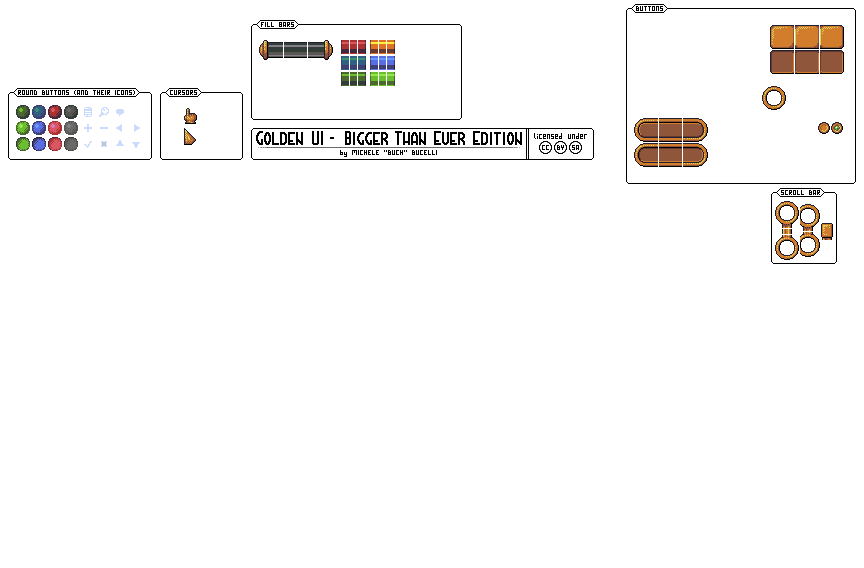 BUTTONS
FILL BARS
ROUND BUTTONS (AND THEIR ICONS)
CURSORS
GOLDEN UI - BIGGER THAN EVER EDITION
by MICHELE "BUCH" BUCELLI
licensed under
CC BY SA
SCROLL BAR